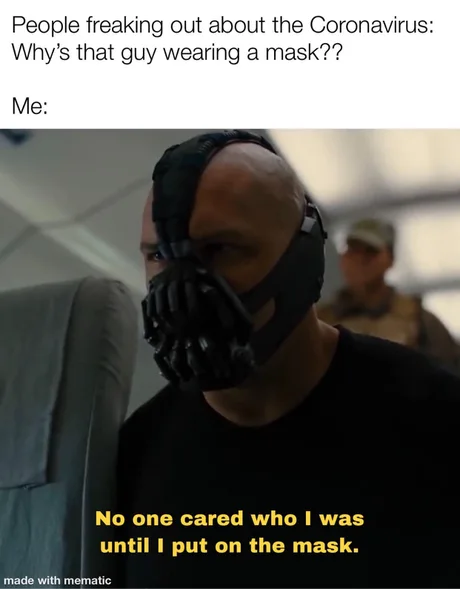 People freaking out about the Coronavirus:
Why’s that guy wearing a mask??
Me:
No one cared who I was
until I put on the mask.
made with mematic